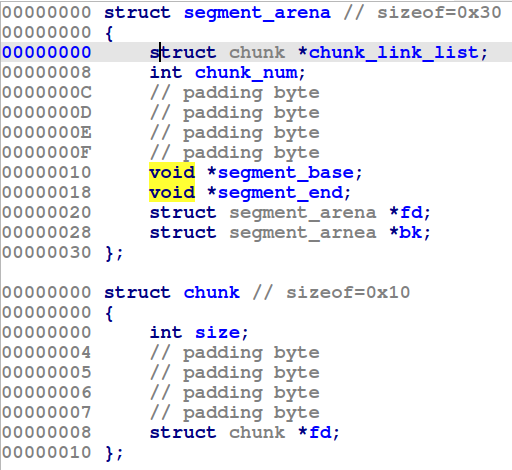 00000000 struct segment_arena // sizeof=0x30
00000000 {
00000000     struct chunk *chunk_link_list;
00000008     int chunk_num;
0000000C     // padding byte
0000000D     // padding byte
0000000E     // padding byte
0000000F     // padding byte
00000010     void *segment_base;
00000018     void *segment_end;
00000020     struct segment_arena *fd;
00000028     struct segment_arnea *bk;
00000030 };
00000000 struct chunk // sizeof=0x10
00000000 {
00000000     int size;
00000004     // padding byte
00000005     // padding byte
00000006     // padding byte
00000007     // padding byte
00000008     struct chunk *fd;
00000010 };